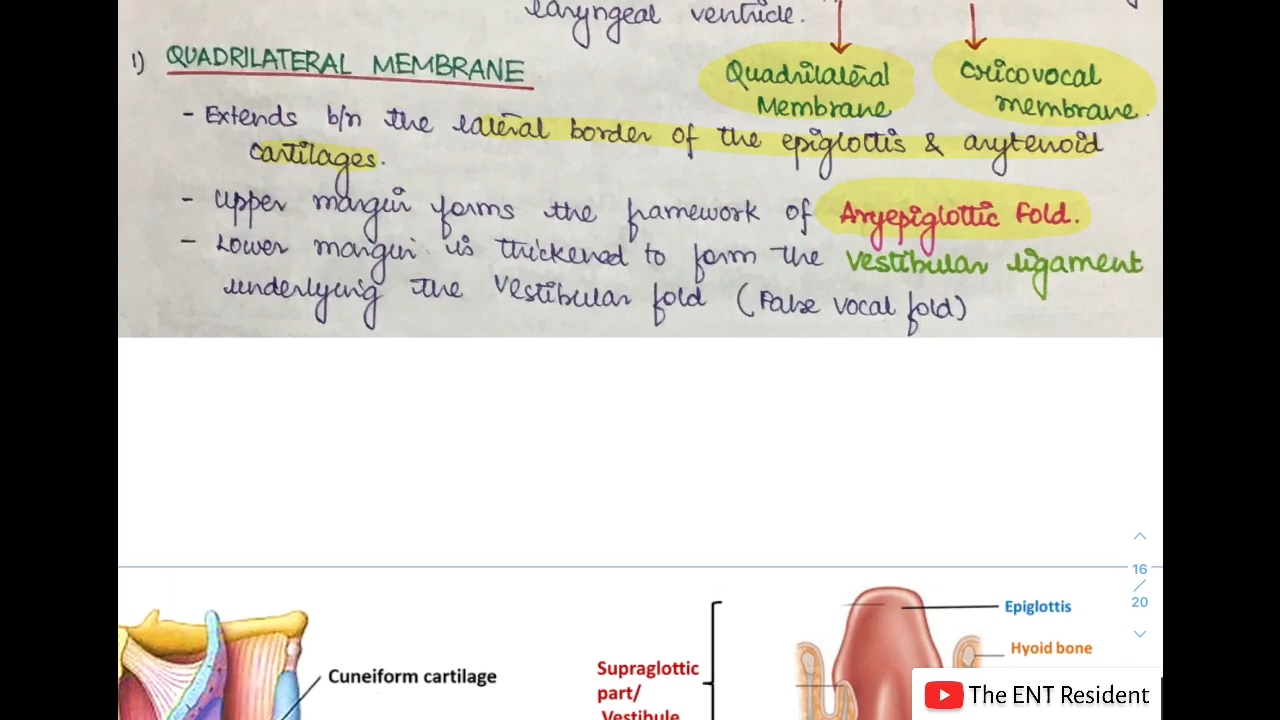 laryngeal ventricle.
1) QUADRILATERAL MEMBRANE
Quadrilateral
Membrane
Cricovocal
membrane.
- Extends b/n the lateral border of the epiglottis & arytenoid
cartilages.
- Upper margin forms the framework of Aryepiglottic Fold.
- Lower margin is thickened to form the Vestibular ligament
underlying the Vestibular fold (False vocal fold)
16
/
20
Epiglottis
Hyoid bone
Cuneiform cartilage
Supraglottic
part/
Vestibule
The ENT Resident